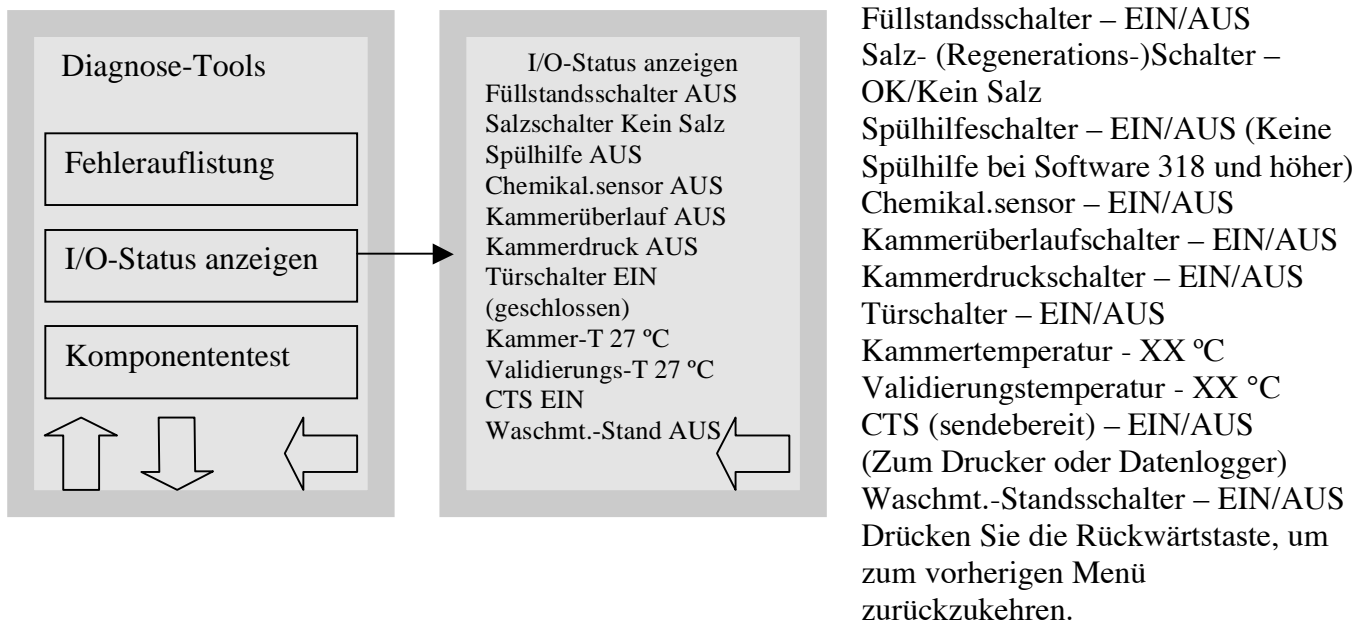 Diagnose-Tools
Fehlerauflistung
I/O-Status anzeigen
Komponententest
I/O-Status anzeigen
Füllstandsschalter AUS
Salzschalter Kein Salz
Spülhilfe AUS
Chemikal.sensor AUS
Kammerüberlauf AUS
Kammerdruck AUS
Türschalter EIN
(geschlossen)
Kammer-T 27 ºC
Validierungs-T 27 ºC
CTS EIN
Waschmt.-Stand AUS
Füllstandsschalter – EIN/AUS
Salz- (Regenerations-)Schalter –
OK/Kein Salz
Spülhilfeschalter – EIN/AUS (Keine
Spülhilfe bei Software 318 und höher)
Chemikal.sensor – EIN/AUS
Kammerüberlaufschalter – EIN/AUS
Kammerdruckschalter – EIN/AUS
Türschalter – EIN/AUS
Kammertemperatur - XX ºC
Validierungstemperatur - XX °C
CTS (sendebereit) – EIN/AUS
(Zum Drucker oder Datenlogger)
Waschmt.-Standsschalter – EIN/AUS
Drücken Sie die Rückwärtstaste, um
zum vorherigen Menü
zurückzukehren.